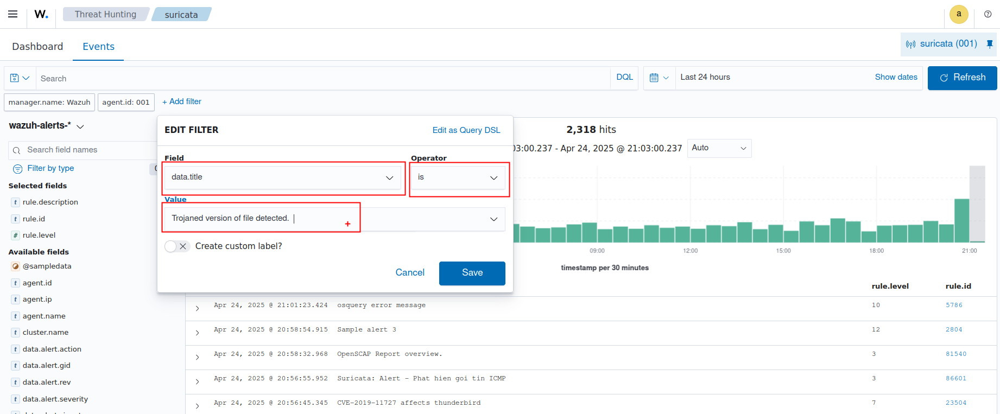 W.
Threat Hunting
suricata
a
Dashboard
Events
suricata (001)
Search
DQL
Last 24 hours
Show dates
Refresh
manager.name: Wazuh
agent.id: 001
+ Add filter
wazuh-alerts-*
Search field names
Filter by type
Selected fields
t rule.description
t rule.id
# rule.level
Available fields
@sampledata
t agent.id
t agent.ip
t agent.name
t cluster.name
t data.alert.action
t data.alert.gid
t data.alert.rev
t data.alert.severity
EDIT FILTER
Edit as Query DSL
Field
data.title
Operator
is
Value
Trojaned version of file detected.
Create custom label?
Cancel
Save
2,318 hits
03:00.237 - Apr 24, 2025 @ 21:03:00.237
Auto
09:00 12:00 15:00 18:00 21:00
timestamp per 30 minutes
rule.level rule.id
Apr 24, 2025 @ 21:01:23.424 osquery error message 10 5786
Apr 24, 2025 @ 20:58:54.915 Sample alert 3 12 2804
Apr 24, 2025 @ 20:58:32.968 OpenSCAP Report overview. 3 81540
Apr 24, 2025 @ 20:56:55.952 Suricata: Alert - Phat hien goi tin ICMP 3 86601
Apr 24, 2025 @ 20:56:45.345 CVE-2019-11727 affects thunderbird 7 23504